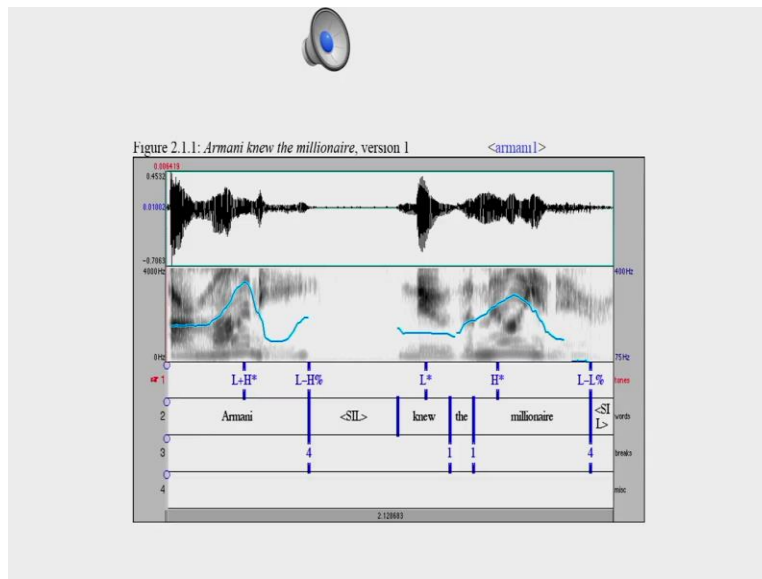 Figure 2.1.1: Armani knew the millionaire, version 1 <armani1>
0.006419
0.4532
0.01002
-0.7063
4000 Hz 400 Hz
0 Hz 75 Hz
1 L+H* L-H% L* H* L-L% tones
2 Armani <SIL> knew the millionaire <SIL> words
3 4 1 1 4 breaks
4 misc
2.128603